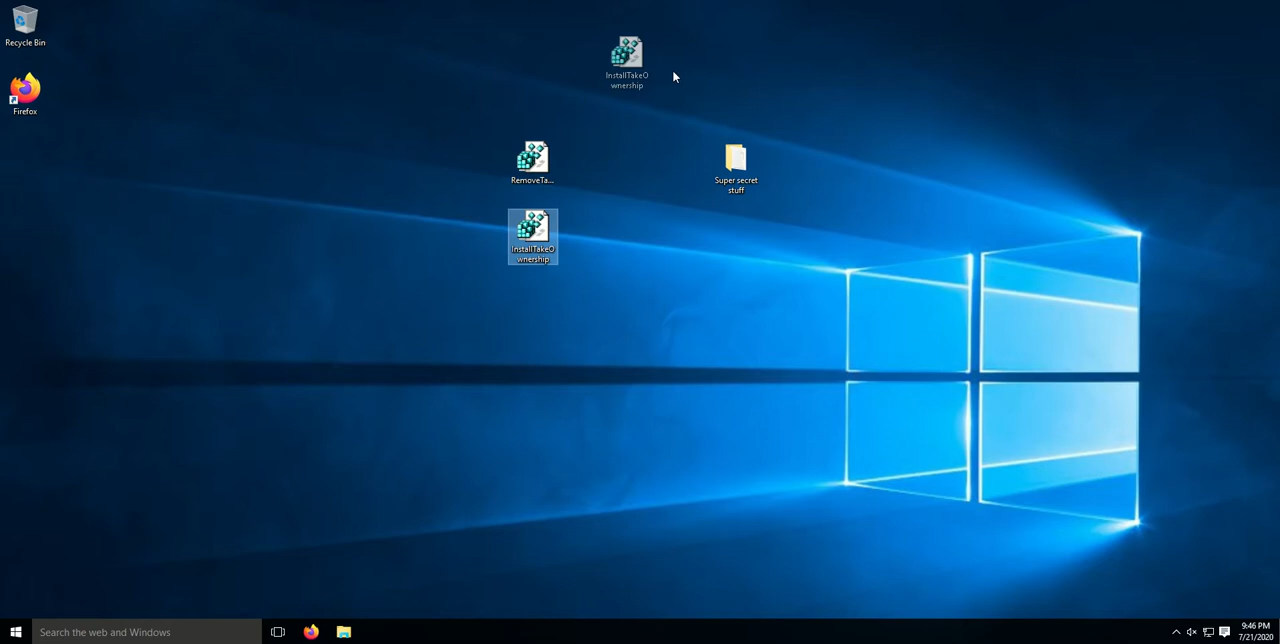 Recycle Bin
Firefox
InstallTakeO
wnership
RemoveTa...
Super secret
stuff
InstallTakeO
wnership
Search the web and Windows
9:46 PM
7/21/2020